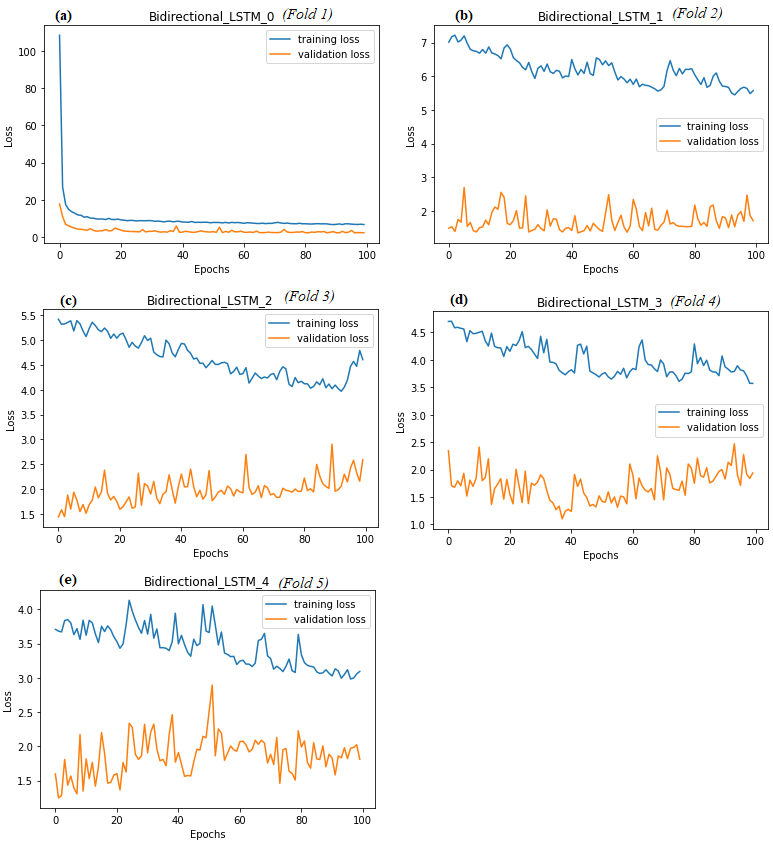 (a) Bidirectional_LSTM_0 (Fold 1)
training loss
validation loss
100
80
60
40
20
0
Loss
0 20 40 60 80 100
Epochs
(b) Bidirectional_LSTM_1 (Fold 2)
7
6
5
4
3
2
Loss
training loss
validation loss
0 20 40 60 80 100
Epochs
(c) Bidirectional_LSTM_2 (Fold 3)
training loss
validation loss
5.5
5.0
4.5
4.0
3.5
3.0
2.5
2.0
1.5
Loss
0 20 40 60 80 100
Epochs
(d) Bidirectional_LSTM_3 (Fold 4)
4.5
4.0
3.5
3.0
2.5
2.0
1.5
1.0
Loss
training loss
validation loss
0 20 40 60 80 100
Epochs
(e) Bidirectional_LSTM_4 (Fold 5)
training loss
validation loss
4.0
3.5
3.0
2.5
2.0
1.5
Loss
0 20 40 60 80 100
Epochs